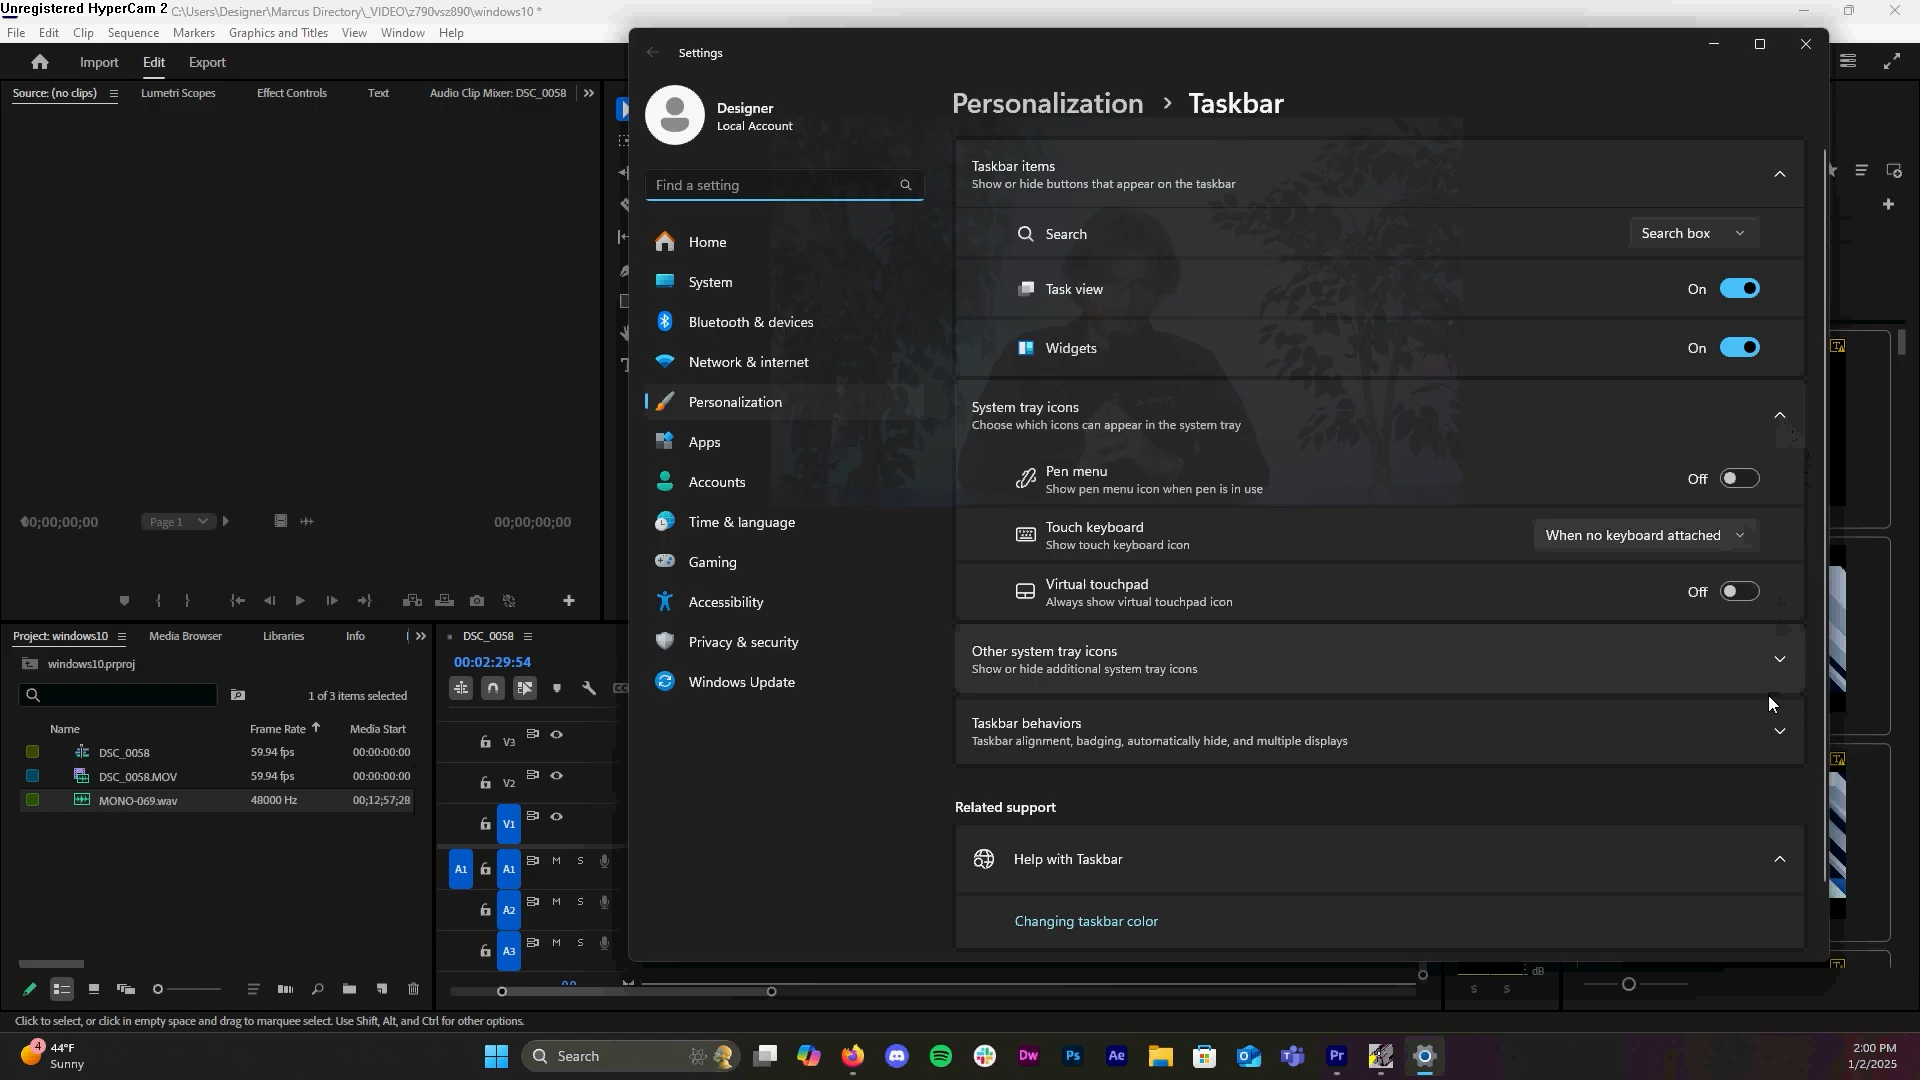 Unregistered HyperCam 2
C:\Users\Designer\Marcus Directory\_VIDEO\z790vsz890\windows10 *
File Edit Clip Sequence Markers Graphics and Titles View Window Help
Import Edit Export
Source: (no clips) Lumetri Scopes Effect Controls Text Audio Clip Mixer: DSC_0058
00;00;00;00 Page 1 00;00;00;00
Project: windows10 Media Browser Libraries Info
windows10.prproj
1 of 3 items selected
Name Frame Rate Media Start
DSC_0058 59.94 fps 00:00:00:00
DSC_0058.MOV 59.94 fps 00:00:00:00
MONO-069.wav 48000 Hz 00;12;57;28
DSC_0058
00:02:29:54
V3
V2
V1
A1 A1 M S
A2 M S
A3 M S
Click to select, or click in empty space and drag to marquee select. Use Shift, Alt, and Ctrl for other options.
Settings
Designer
Local Account
Find a setting
Home
System
Bluetooth & devices
Network & internet
Personalization
Apps
Accounts
Time & language
Gaming
Accessibility
Privacy & security
Windows Update
Personalization > Taskbar
Taskbar items
Show or hide buttons that appear on the taskbar
Search Search box
Task view On
Widgets On
System tray icons
Choose which icons can appear in the system tray
Pen menu
Show pen menu icon when pen is in use
Off
Touch keyboard
Show touch keyboard icon
When no keyboard attached
Virtual touchpad
Always show virtual touchpad icon
Off
Other system tray icons
Show or hide additional system tray icons
Taskbar behaviors
Taskbar alignment, badging, automatically hide, and multiple displays
Related support
Help with Taskbar
Changing taskbar color
dB
S S
4
44°F
Sunny
Search
Dw Ps Ae Pr
2:00 PM
1/2/2025